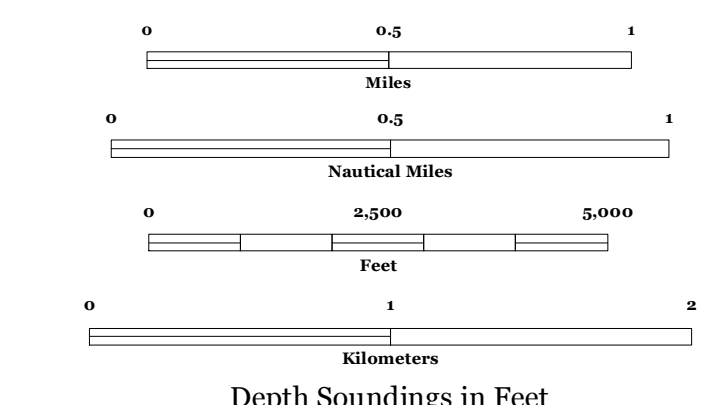 0 0.5 1
Miles
0 0.5 1
Nautical Miles
0 2,500 5,000
Feet
0 1 2
Kilometers
Depth Soundings in Feet